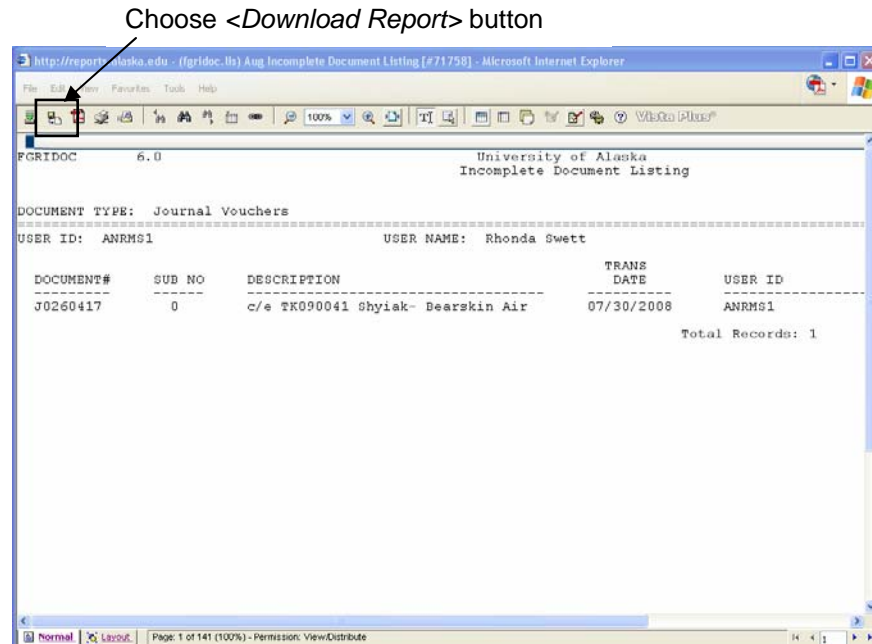 Choose <Download Report> button
http://reports.alaska.edu - (fgridoc.lis) Aug Incomplete Document Listing [#71758] - Microsoft Internet Explorer
File Edit View Favorites Tools Help
100% Vista Plus®
FGRIDOC 6.0 University of Alaska
Incomplete Document Listing
DOCUMENT TYPE: Journal Vouchers
USER ID: ANRMS1 USER NAME: Rhonda Swett
TRANS
DOCUMENT# SUB NO DESCRIPTION DATE USER ID
J0260417 0 c/e TK090041 Shyiak- Bearskin Air 07/30/2008 ANRMS1
Total Records: 1
Normal Layout Page: 1 of 141 (100%) - Permission: View/Distribute 1